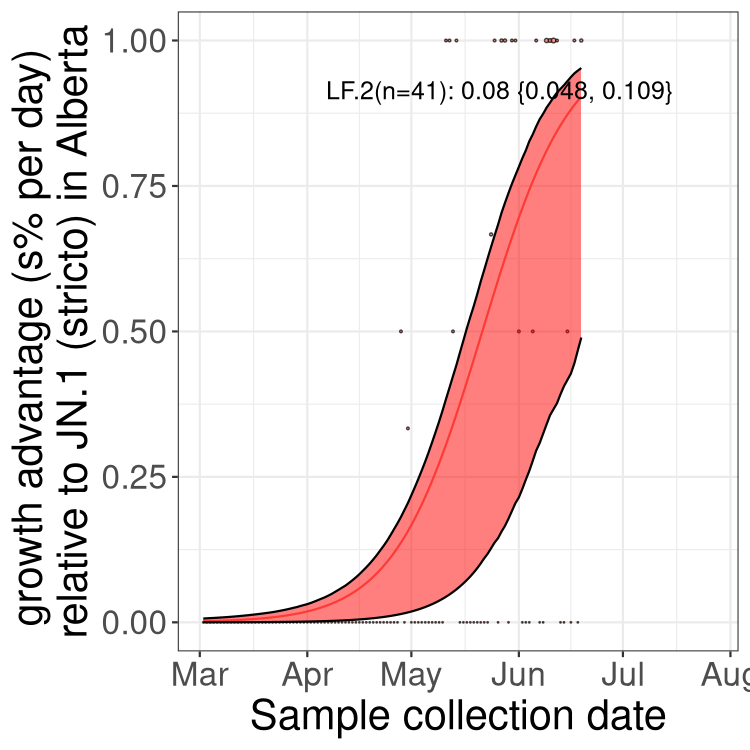 growth advantage (s% per day)
relative to JN.1 (stricto) in Alberta
1.00
0.75
0.50
0.25
0.00
LF.2(n=41): 0.08 {0.048, 0.109}
Mar Apr May Jun Jul Aug
Sample collection date